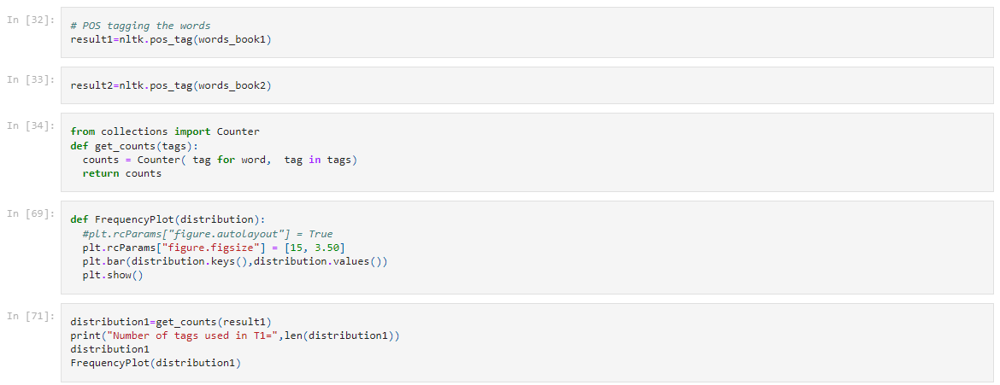 In [32]:
# POS tagging the words
result1=nltk.pos_tag(words_book1)
In [33]:
result2=nltk.pos_tag(words_book2)
In [34]:
from collections import Counter
def get_counts(tags):
  counts = Counter( tag for word,  tag in tags)
  return counts
In [69]:
def FrequencyPlot(distribution):
  #plt.rcParams["figure.autolayout"] = True
  plt.rcParams["figure.figsize"] = [15, 3.50]
  plt.bar(distribution.keys(),distribution.values())
  plt.show()
In [71]:
distribution1=get_counts(result1)
print("Number of tags used in T1=",len(distribution1))
distribution1
FrequencyPlot(distribution1)